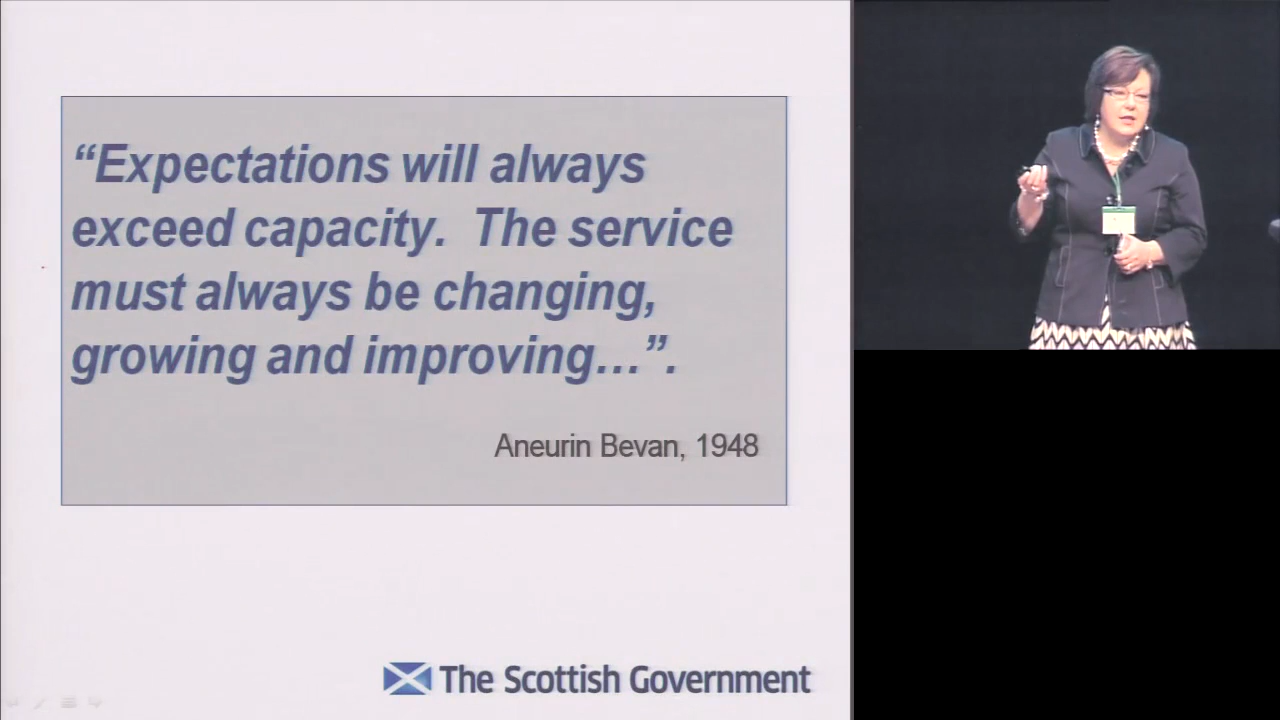 “Expectations will always
exceed capacity.  The service
must always be changing,
growing and improving…”.
Aneurin Bevan, 1948
The Scottish Government